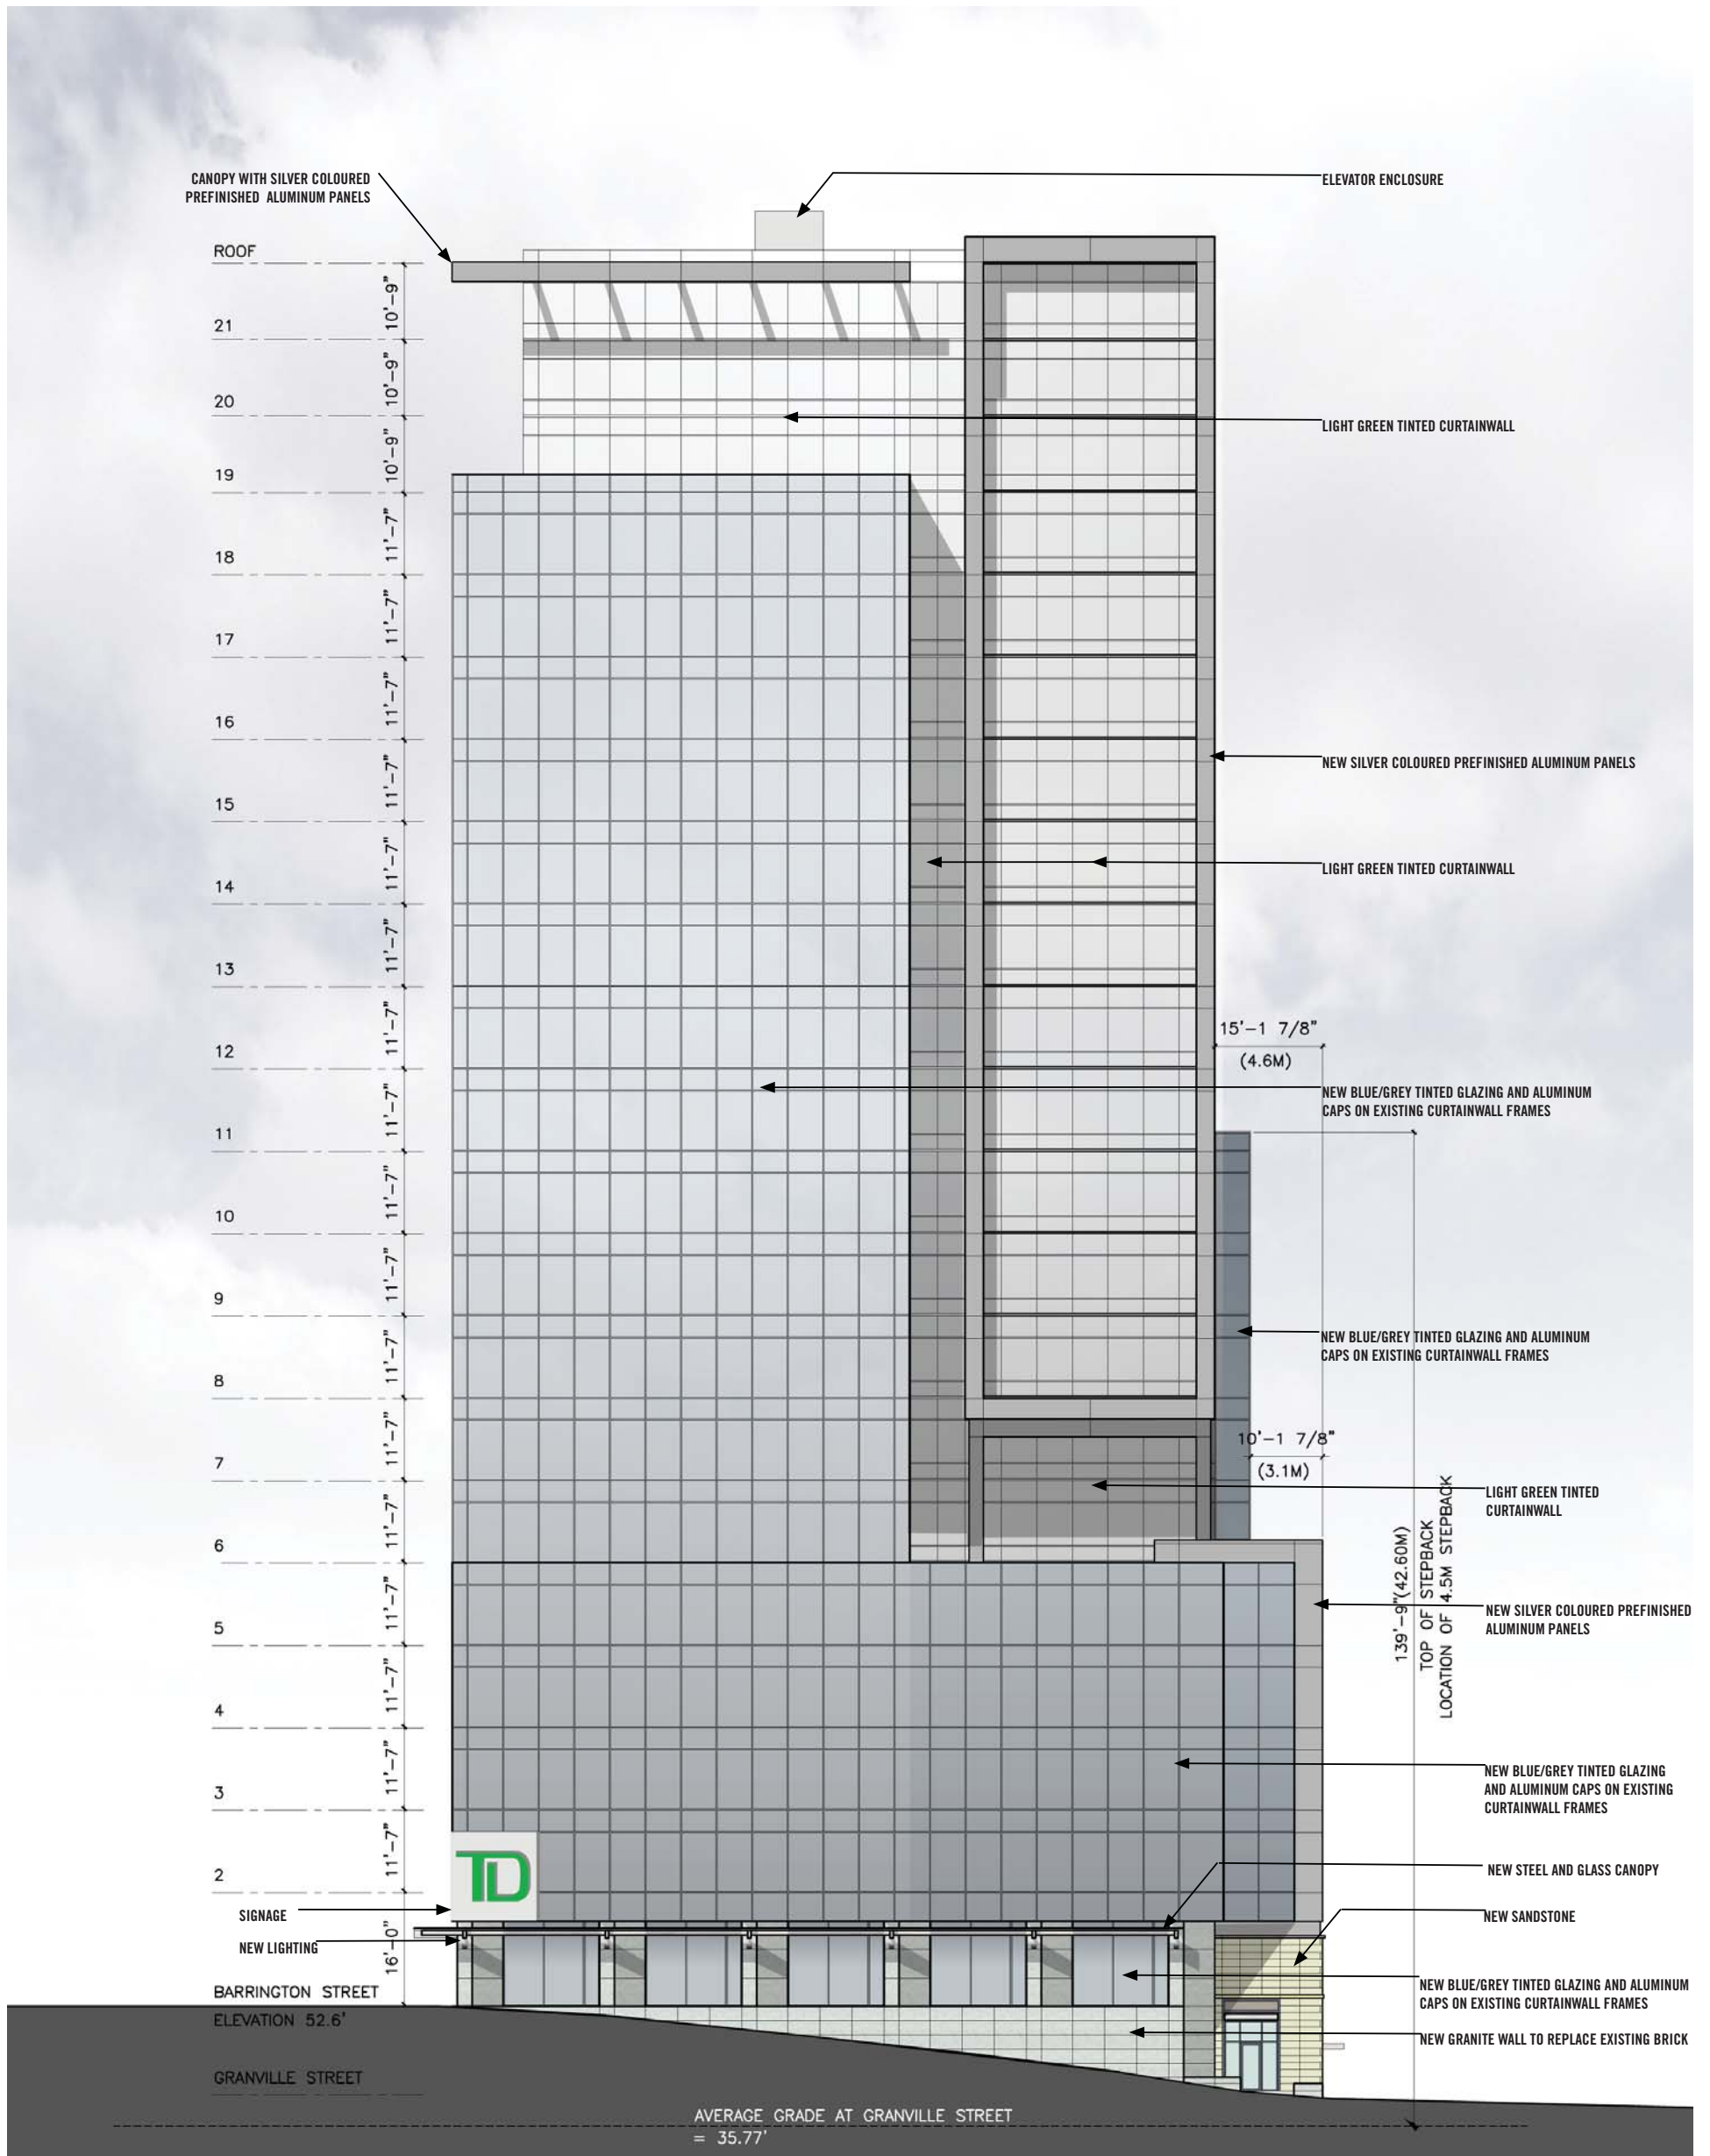 CANOPY WITH SILVER COLOURED
PREFINISHED ALUMINUM PANELS
ELEVATOR ENCLOSURE
ROOF
10'-9"
21
10'-9"
20
LIGHT GREEN TINTED CURTAINWALL
10'-9"
19
11'-7"
18
11'-7"
17
11'-7"
16
NEW SILVER COLOURED PREFINISHED ALUMINUM PANELS
11'-7"
15
11'-7"
LIGHT GREEN TINTED CURTAINWALL
14
11'-7"
13
11'-7"
15'-1 7/8"
(4.6M)
12
11'-7"
NEW BLUE/GREY TINTED GLAZING AND ALUMINUM
CAPS ON EXISTING CURTAINWALL FRAMES
11
11'-7"
10
11'-7"
9
NEW BLUE/GREY TINTED GLAZING AND ALUMINUM
CAPS ON EXISTING CURTAINWALL FRAMES
11'-7"
8
11'-7"
10'-1 7/8"
(3.1M)
7
LIGHT GREEN TINTED
CURTAINWALL
11'-7"
6
139'-9"(42.60M)
TOP OF STEPBACK
LOCATION OF 4.5M STEPBACK
11'-7"
NEW SILVER COLOURED PREFINISHED
ALUMINUM PANELS
5
11'-7"
4
11'-7"
NEW BLUE/GREY TINTED GLAZING
AND ALUMINUM CAPS ON EXISTING
CURTAINWALL FRAMES
3
11'-7"
2
TD
NEW STEEL AND GLASS CANOPY
SIGNAGE
NEW SANDSTONE
NEW LIGHTING
16'-0"
NEW BLUE/GREY TINTED GLAZING AND ALUMINUM
CAPS ON EXISTING CURTAINWALL FRAMES
BARRINGTON STREET
ELEVATION 52.6'
NEW GRANITE WALL TO REPLACE EXISTING BRICK
GRANVILLE STREET
AVERAGE GRADE AT GRANVILLE STREET
= 35.77'